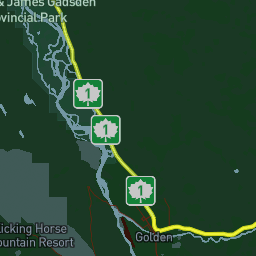 & James Gadsden
ovincial Park
1
1
1
Golden
icking Horse
ountain Resort